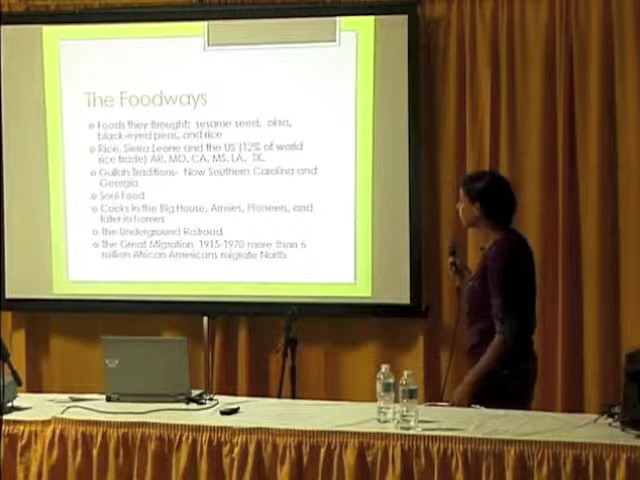 The Foodways
Foods they brought: sesame seed, okra,
black-eyed peas, and rice
Rice, Sierra Leone and the US (12% of world
rice trade) AR, MO, CA, MS, LA, TX.
Gullah Traditions- Now Southern Carolina and
Georgia
Soul Food
Cooks in the Big House, Armies, Pioneers, and
later in homes
The Underground Railroad
The Great Migration 1915-1970 more than 6
million African Americans migrate North